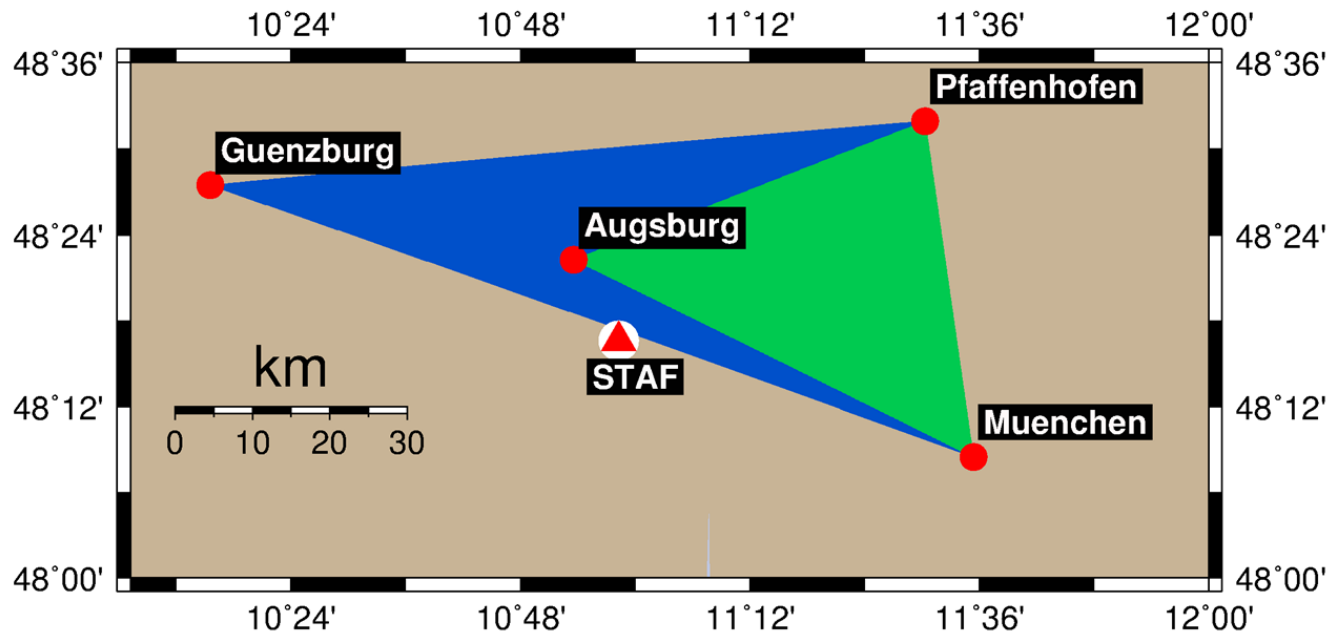 10˚24' 10˚48' 11˚12' 11˚36' 12˚00'
48˚36' 48˚36'
Pfaffenhofen
Guenzburg
Augsburg
48˚24' 48˚24'
km
STAF
48˚12' 48˚12'
Muenchen
0 10 20 30
48˚00' 48˚00'
10˚24' 10˚48' 11˚12' 11˚36' 12˚00'